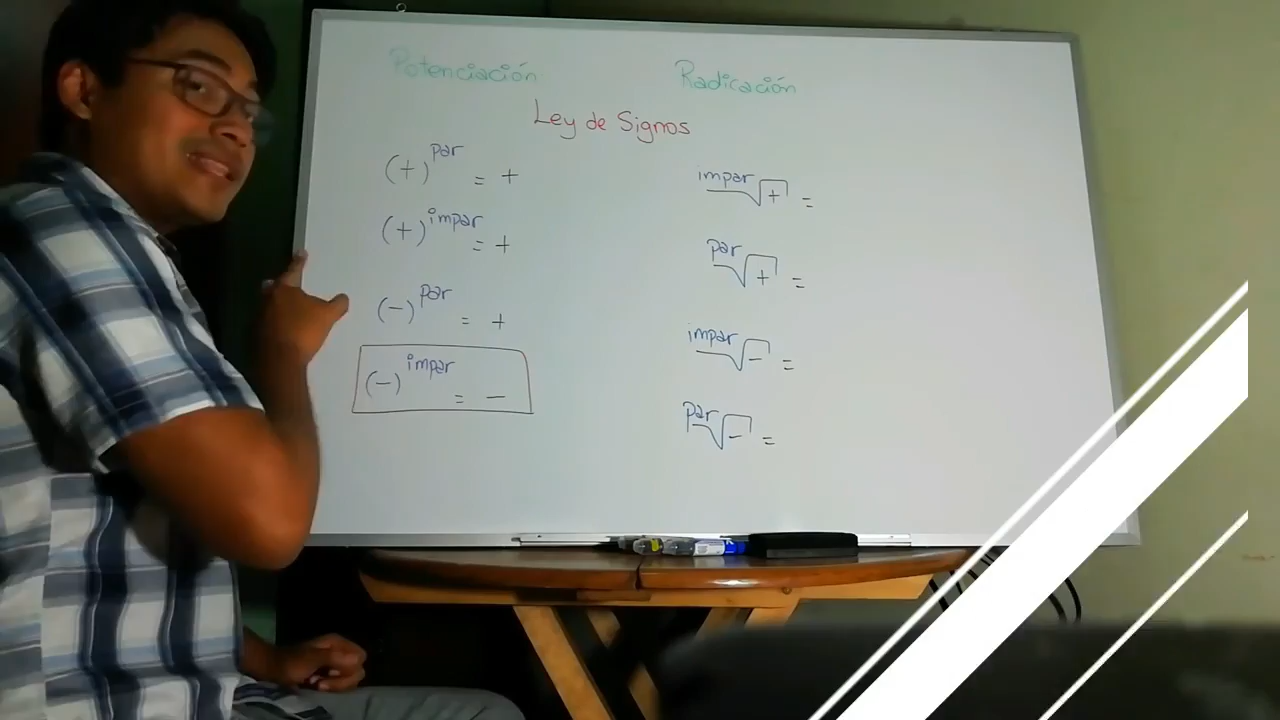 Potenciación
Radicación
Ley de Signos
(+)^par = +
(+)^impar = +
(-)^par = +
(-)^impar = -
impar√+ =
par√+ =
impar√- =
par√- =